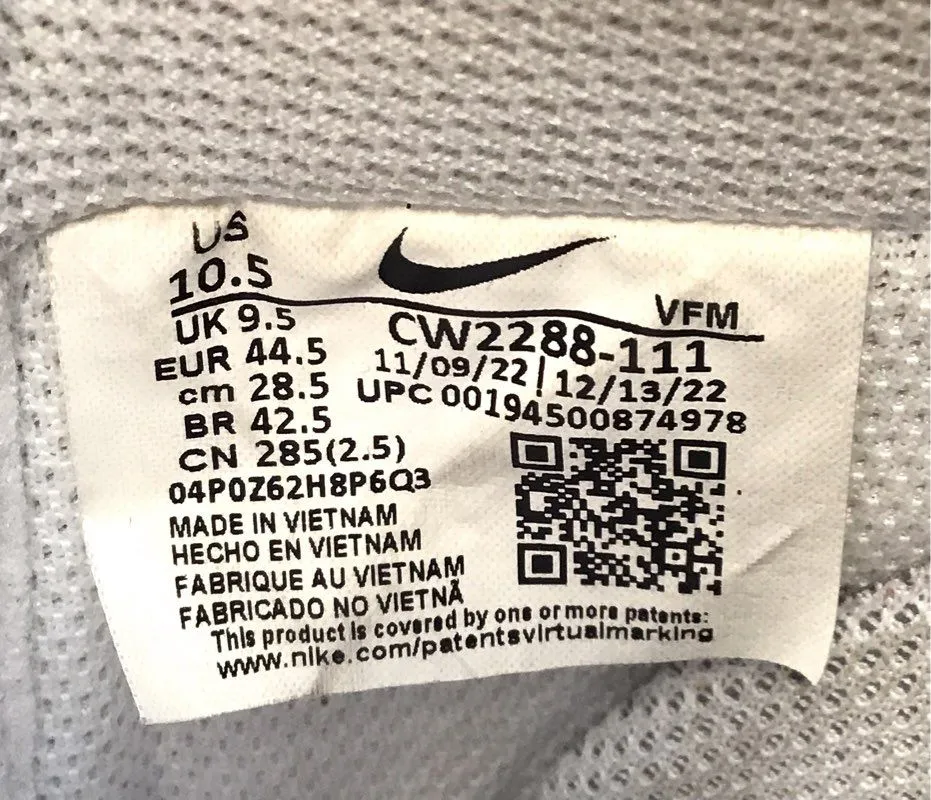 US
10.5
VFM
UK 9.5
CW2288-111
EUR 44.5
11/09/22 | 12/13/22
cm 28.5
UPC 00194500874978
BR 42.5
CN 285(2.5)
04P0Z62H8P6Q3
MADE IN VIETNAM
HECHO EN VIETNAM
FABRIQUE AU VIETNAM
FABRICADO NO VIETNÃ
This product is covered by one or more patents:
www.nike.com/patentsvirtualmarking